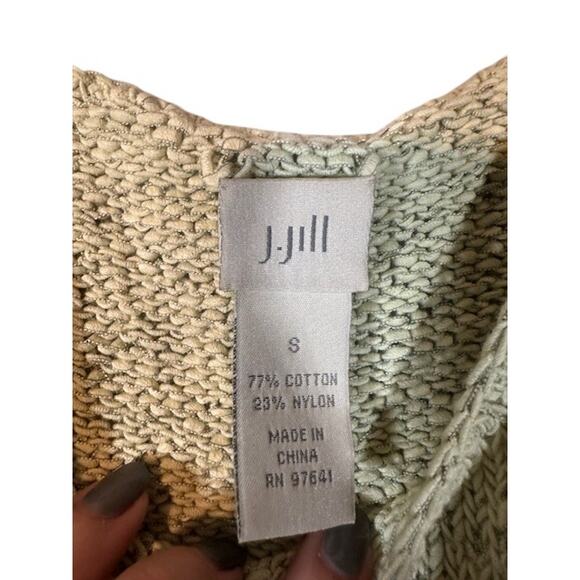 J.Jill
S
77% COTTON
23% NYLON
MADE IN
CHINA
RN 97641